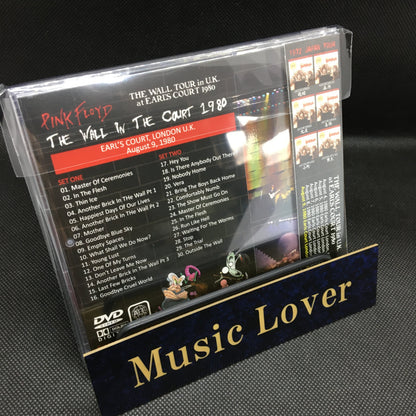 THE WALL TOUR in U.K.
at EARLS COURT 1980
PINK FLOYD
THE WALL IN THE COURT 1980
EARL'S COURT, LONDON U.K.
August 9, 1980
SET ONE
01. Master Of Ceremonies
02. In The Flesh
03. Thin Ice
04. Another Brick In The Wall Pt 1
05. Happiest Day Of Our Lives
06. Another Brick In The Wall Pt 2
07. Mother
08. Goodbye Blue Sky
09. Empty Spaces
10. What Shall We Do Now?
11. Young Lust
12. One Of My Turns
13. Don't Leave Me Now
14. Another Brick In The Wall Pt 3
15. Last Few Bricks
16. Goodbye Cruel World
SET TWO
17. Hey You
18. Is There Anybody Out There
19. Nobody Home
20. Vera
21. Bring The Boys Back Home
22. Comfortably Numb
23. The Show Must Go On
24. Master Of Ceremonies
25. In The Flesh
26. Run Like Hell
27. Waiting For The Worms
28. Stop
29. The Trial
30. Outside The Wall
DVD
1972 JAPAN TOUR
THE WALL TOUR in U.K.
at EARLS COURT 1980
Music Lover